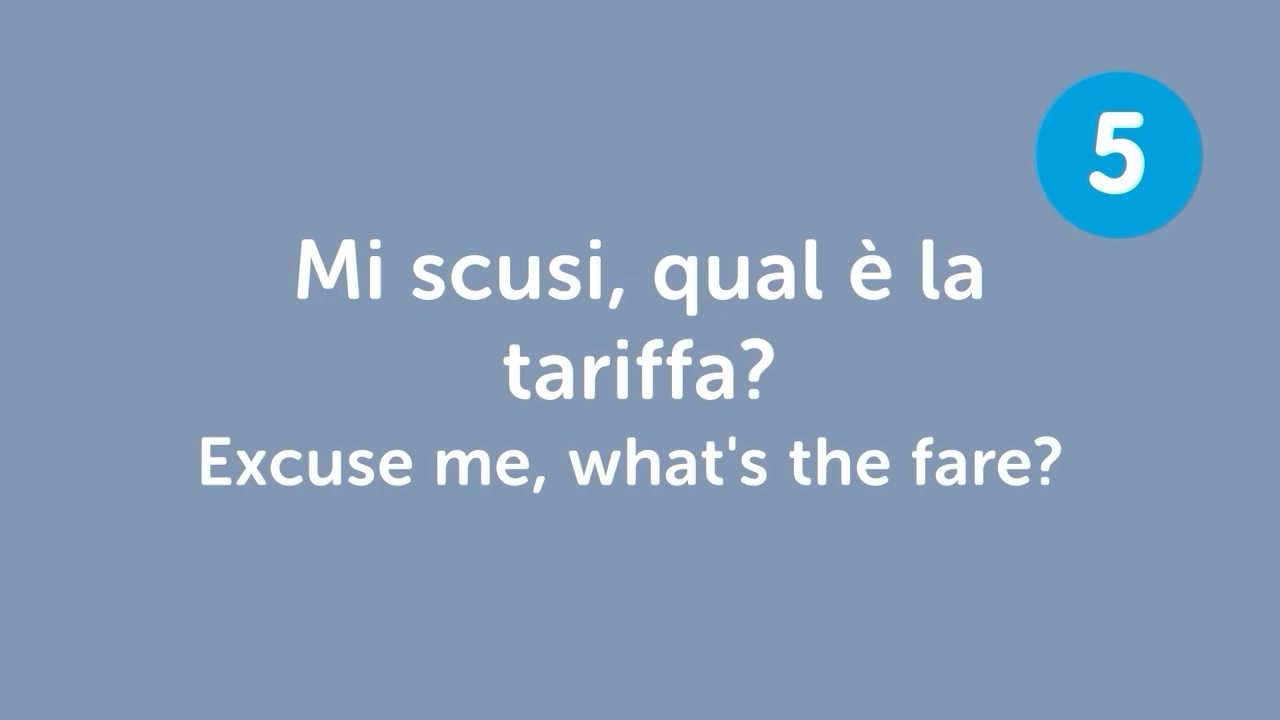 5
Mi scusi, qual è la
tariffa?
Excuse me, what's the fare?